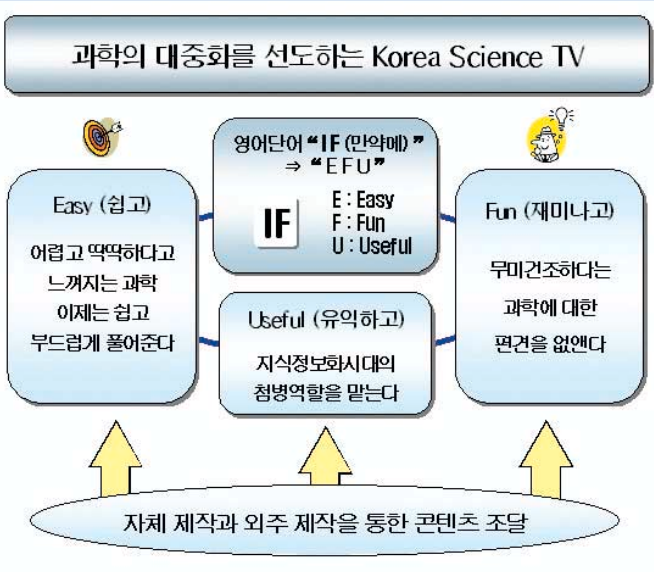 과학의 대중화를 선도하는 Korea Science TV
영어단어 “IF (만약에) ”
⇒ “EFU”
IF
E : Easy
F : Fun
U : Useful
Easy (쉽고)
어렵고 딱딱하다고
느껴지는 과학
이제는 쉽고
부드럽게 풀어준다
Useful (유익하고)
지식정보화시대의
첨병역할을 맡는다
Fun (재미나고)
무미건조하다는
과학에 대한
편견을 없앤다
자체 제작과 외주 제작을 통한 콘텐츠 조달